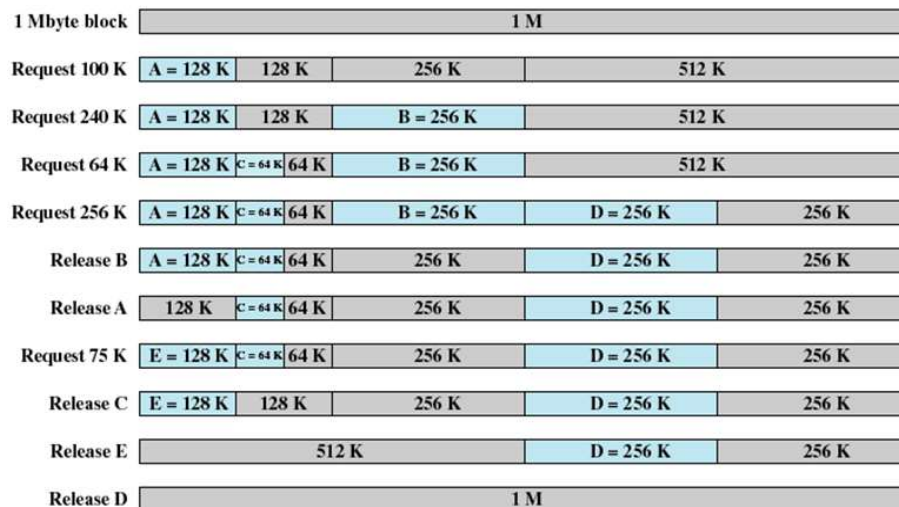 1 Mbyte block 1 M
Request 100 K A = 128 K 128 K 256 K 512 K
Request 240 K A = 128 K 128 K B = 256 K 512 K
Request 64 K A = 128 K C = 64 K 64 K B = 256 K 512 K
Request 256 K A = 128 K C = 64 K 64 K B = 256 K D = 256 K 256 K
Release B A = 128 K C = 64 K 64 K 256 K D = 256 K 256 K
Release A 128 K C = 64 K 64 K 256 K D = 256 K 256 K
Request 75 K E = 128 K C = 64 K 64 K 256 K D = 256 K 256 K
Release C E = 128 K 128 K 256 K D = 256 K 256 K
Release E 512 K D = 256 K 256 K
Release D 1 M